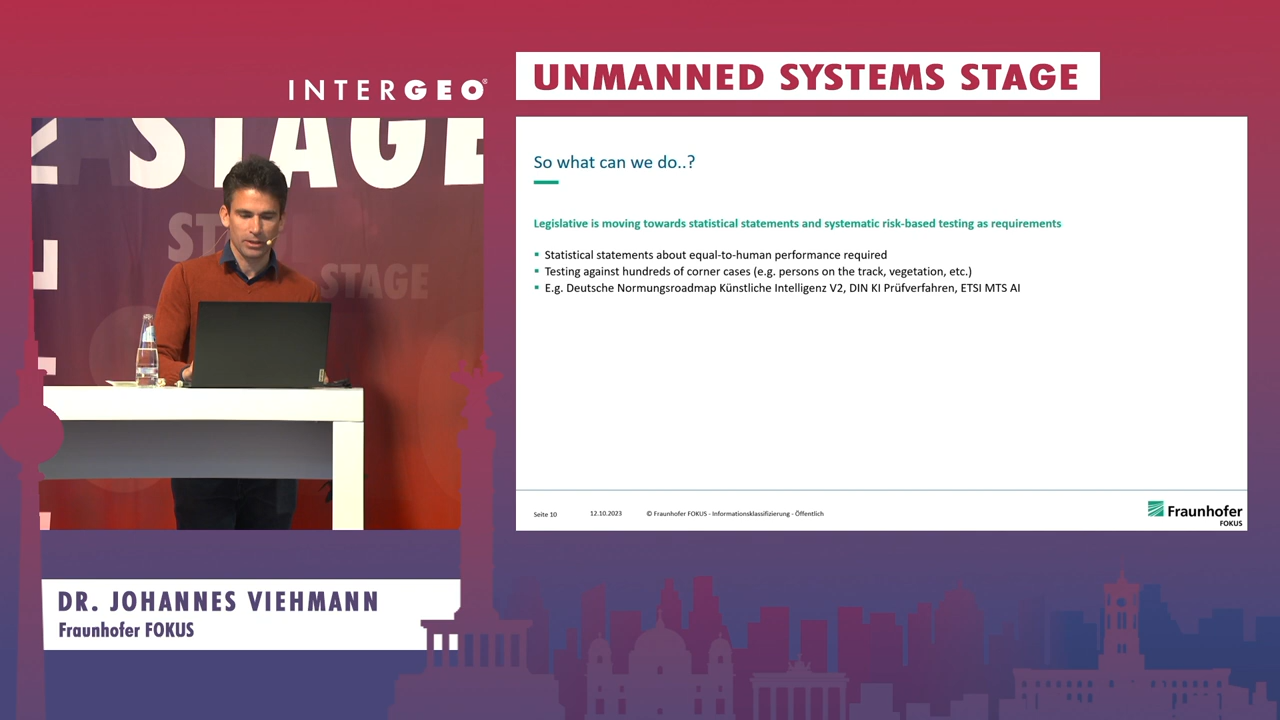 INTERGEO®
UNMANNED SYSTEMS STAGE
STAGE
STAGE
So what can we do..?
Legislative is moving towards statistical statements and systematic risk-based testing as requirements
Statistical statements about equal-to-human performance required
Testing against hundreds of corner cases (e.g. persons on the track, vegetation, etc.)
E.g. Deutsche Normungsroadmap Künstliche Intelligenz V2, DIN KI Prüfverfahren, ETSI MTS AI
Seite 10
12.10.2023
© Fraunhofer FOKUS - Informationsklassifizierung - Öffentlich
Fraunhofer
FOKUS
DR. JOHANNES VIEHMANN
Fraunhofer FOKUS